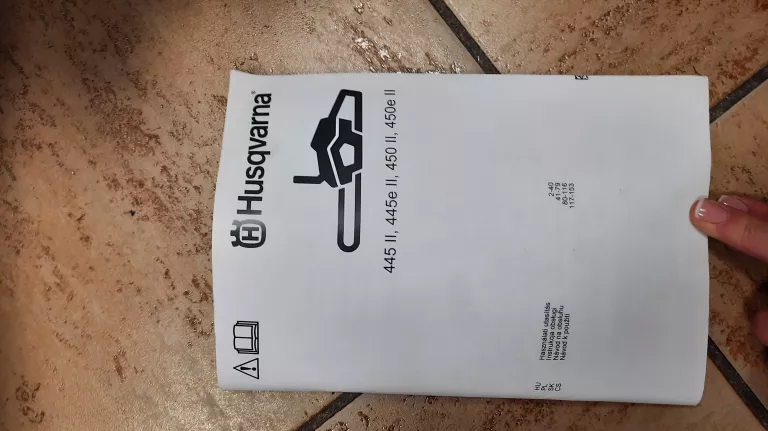 Husqvarna®
445 II, 445e II, 450 II, 450e II
HU Használati utasítás 2-40
PL Instrukcja obsługi 41-79
SK Návod na obsluhu 80-116
CS Návod k použití 117-153